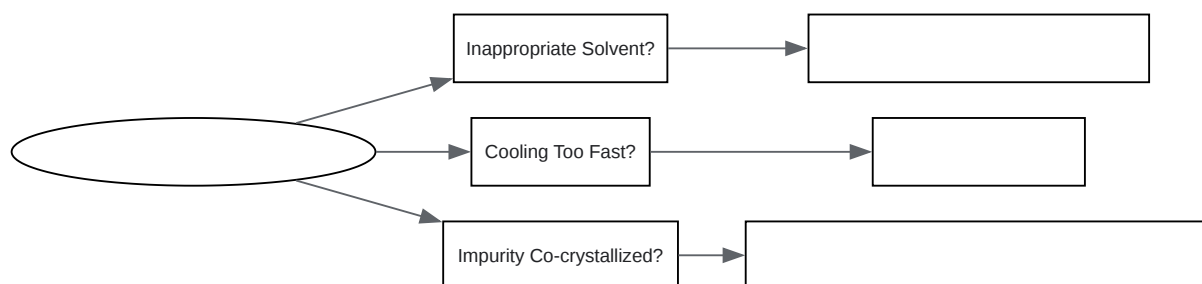 Inappropriate Solvent?
Cooling Too Fast?
Impurity Co-crystallized?